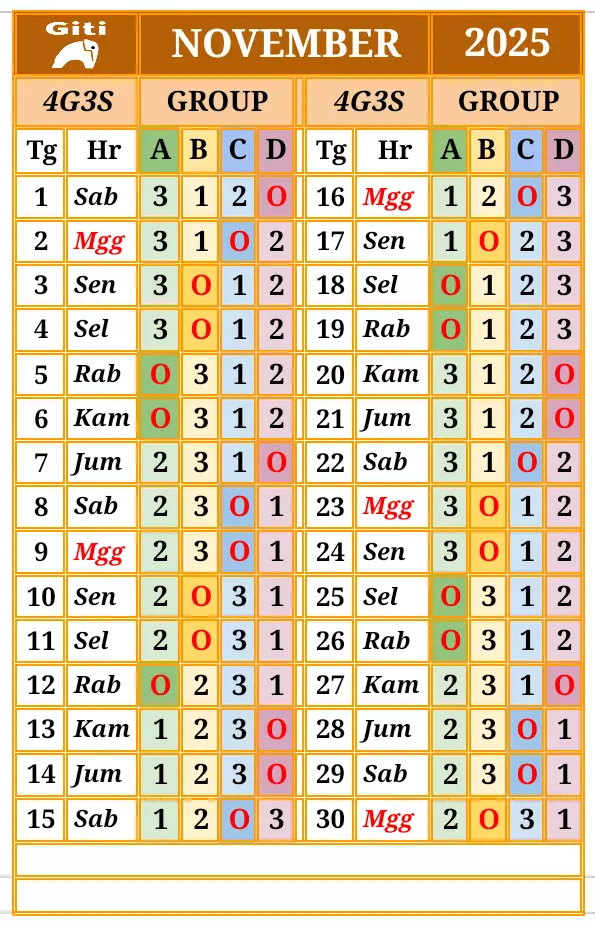 Giti NOVEMBER 2025
4G3S GROUP 4G3S GROUP
Tg Hr A B C D Tg Hr A B C D
1 Sab 3 1 2 O 16 Mgg 1 2 O 3
2 Mgg 3 1 O 2 17 Sen 1 O 2 3
3 Sen 3 O 1 2 18 Sel O 1 2 3
4 Sel 3 O 1 2 19 Rab O 1 2 3
5 Rab O 3 1 2 20 Kam 3 1 2 O
6 Kam O 3 1 2 21 Jum 3 1 2 O
7 Jum 2 3 1 O 22 Sab 3 1 O 2
8 Sab 2 3 O 1 23 Mgg 3 O 1 2
9 Mgg 2 3 O 1 24 Sen 3 O 1 2
10 Sen 2 O 3 1 25 Sel O 3 1 2
11 Sel 2 O 3 1 26 Rab O 3 1 2
12 Rab O 2 3 1 27 Kam 2 3 1 O
13 Kam 1 2 3 O 28 Jum 2 3 O 1
14 Jum 1 2 3 O 29 Sab 2 3 O 1
15 Sab 1 2 O 3 30 Mgg 2 O 3 1